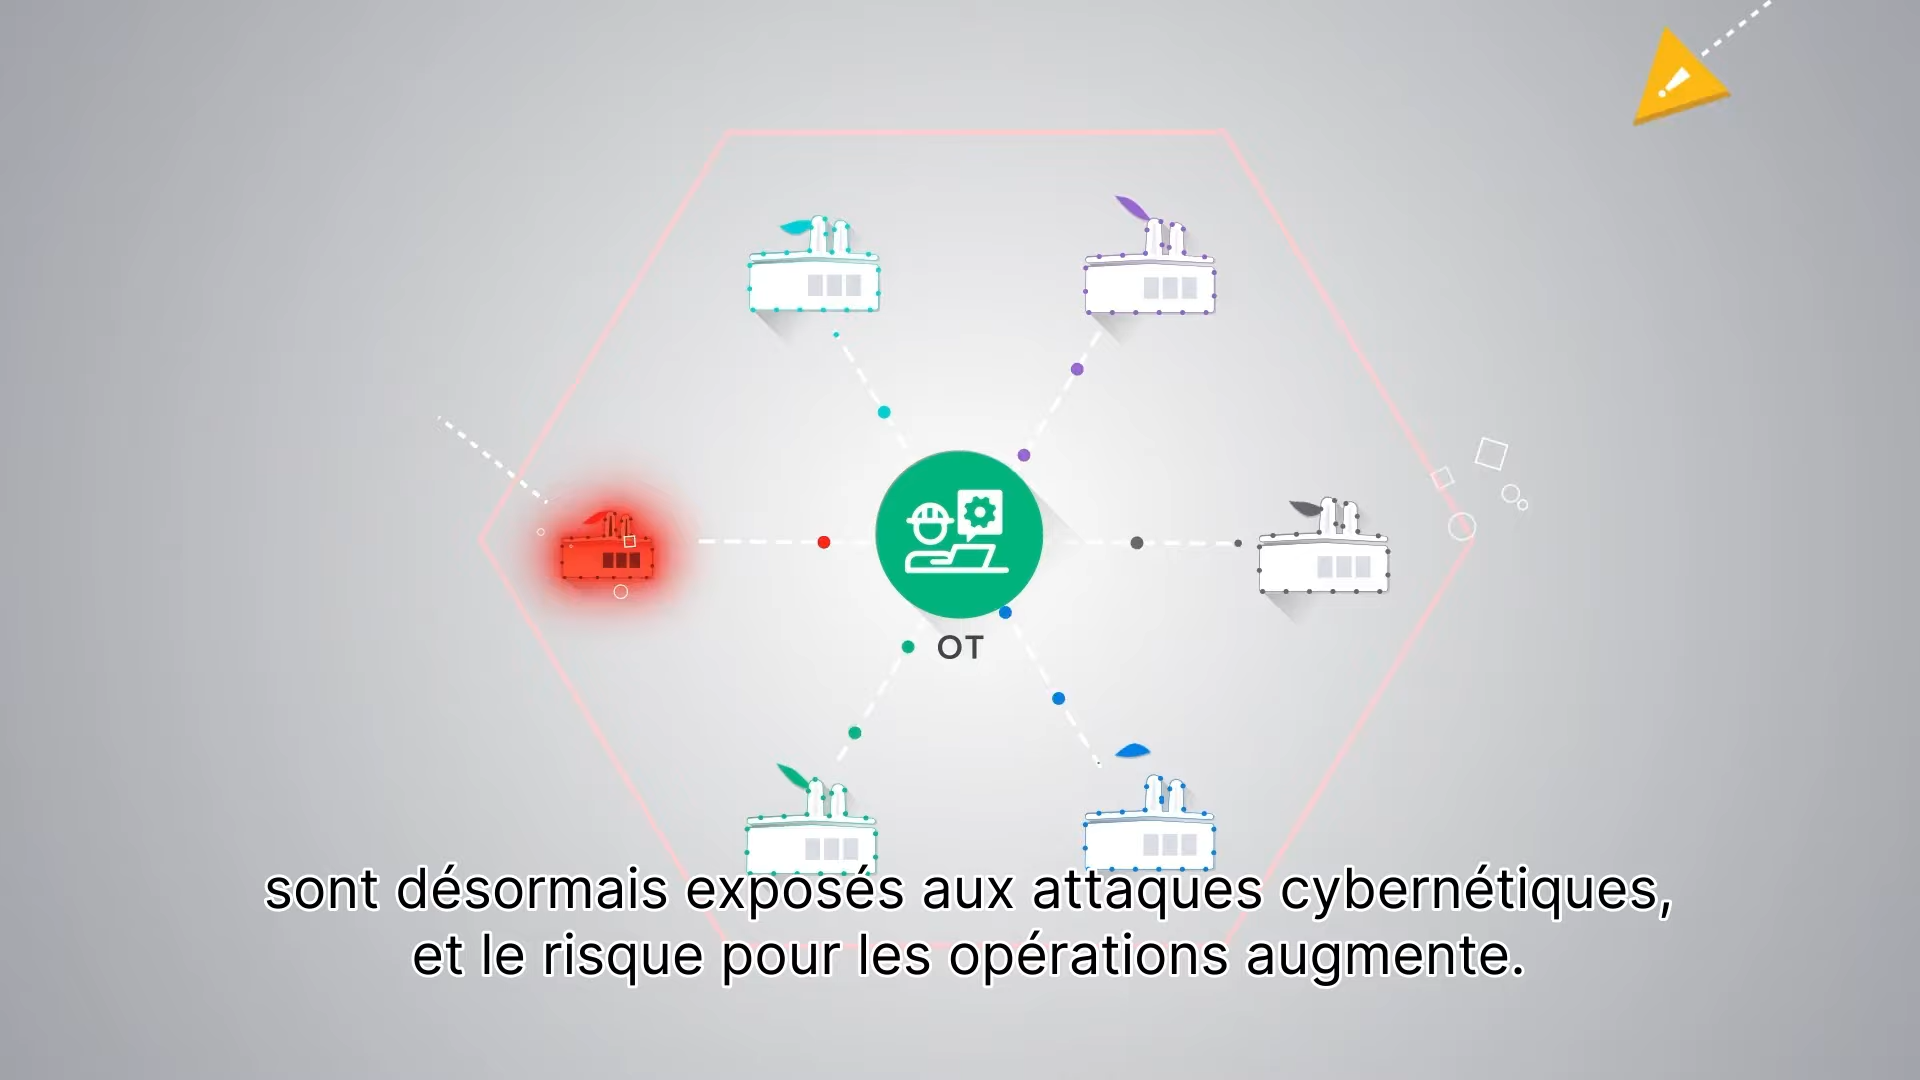 OT
sont désormais exposés aux attaques cybernétiques,
et le risque pour les opérations augmente.